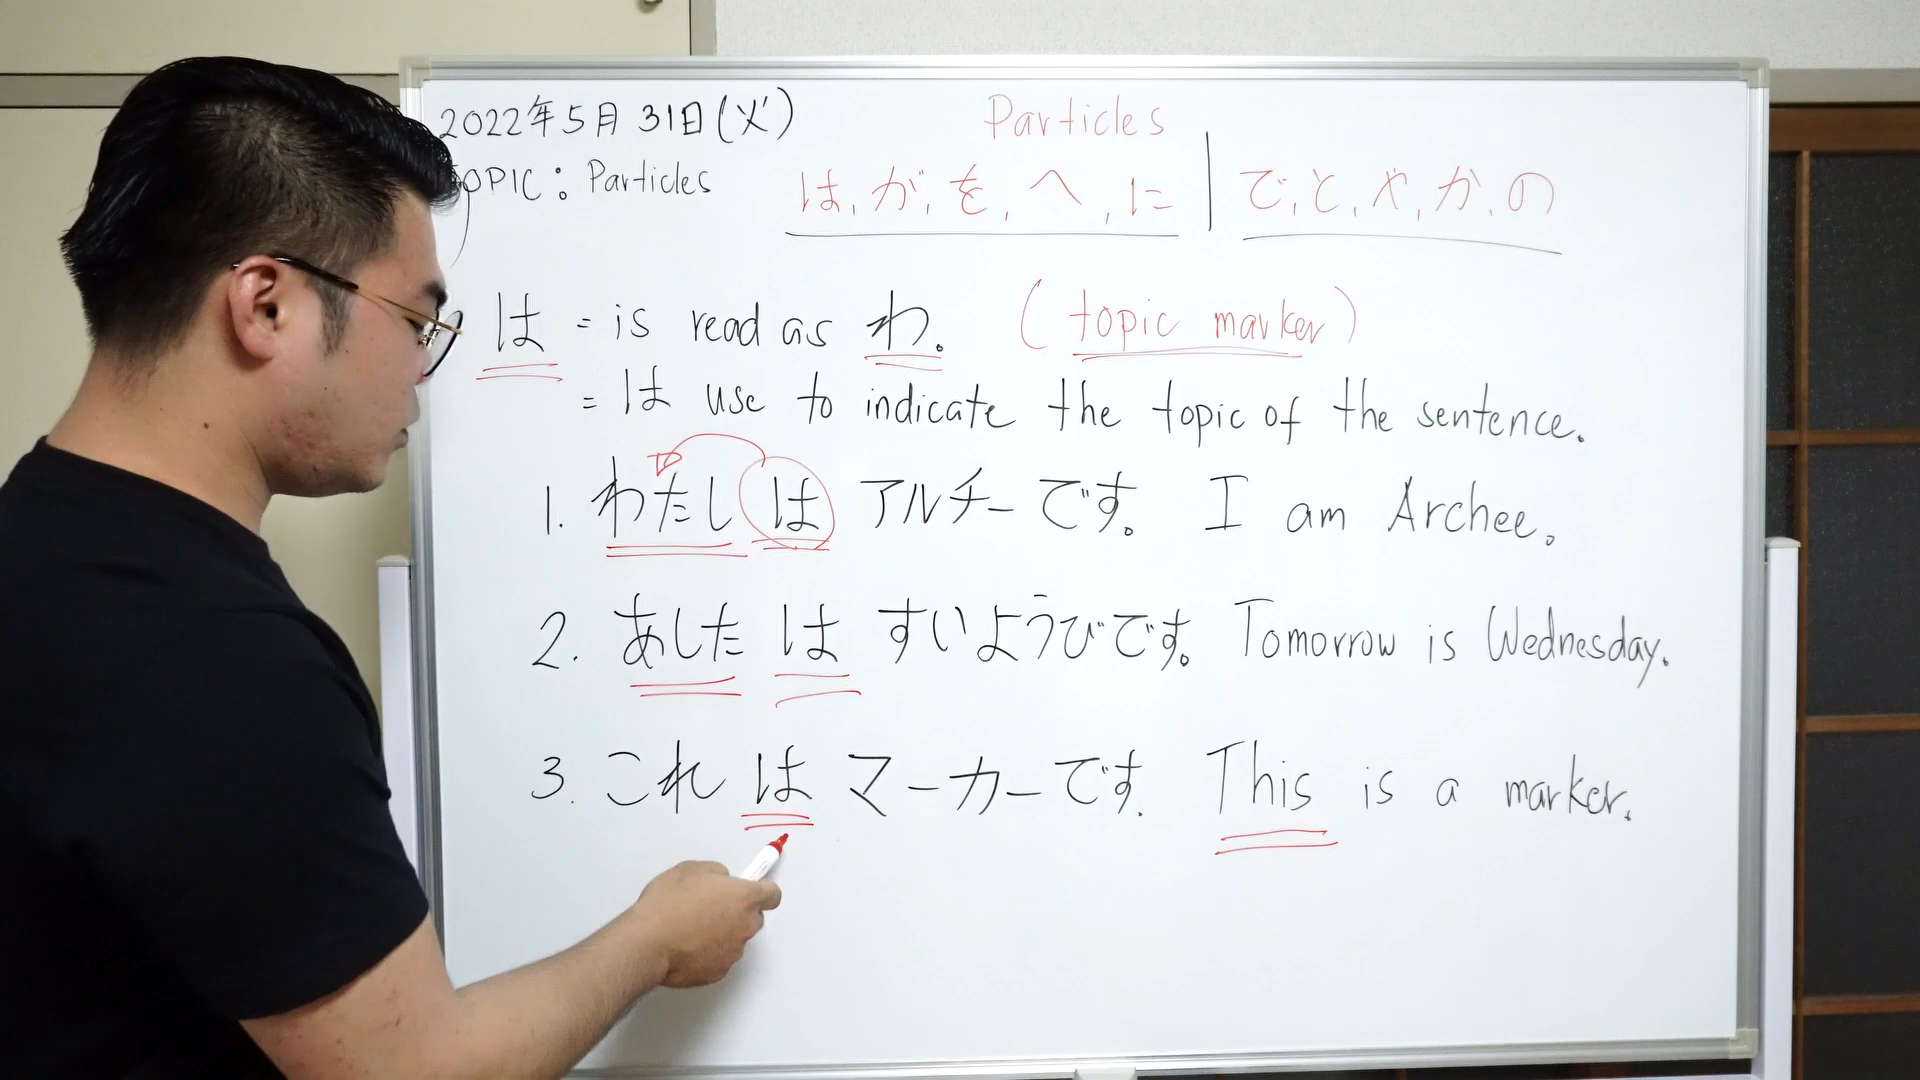 2022年5月31日(火)
Particles
TOPIC: Particles
は, が, を, へ, に | で, と, や, か, の
は = is read as わ. (topic marker)
= は use to indicate the topic of the sentence.
1. わたし は アルチーです。 I am Archee.
2. あした は すいようびです。 Tomorrow is Wednesday.
3. これ は マーカーです. This is a marker.